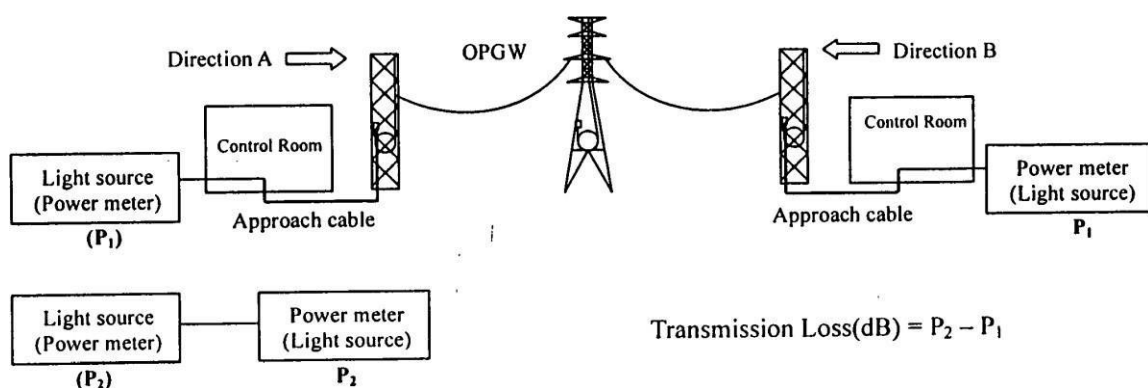 Direction A
OPGW
Direction B
Control Room
Control Room
Light source
(Power meter)
(P₁)
Approach cable
Approach cable
Power meter
(Light source)
P₁
Light source
(Power meter)
(P₂)
Power meter
(Light source)
P₂
Transmission Loss(dB) = P₂ – P₁